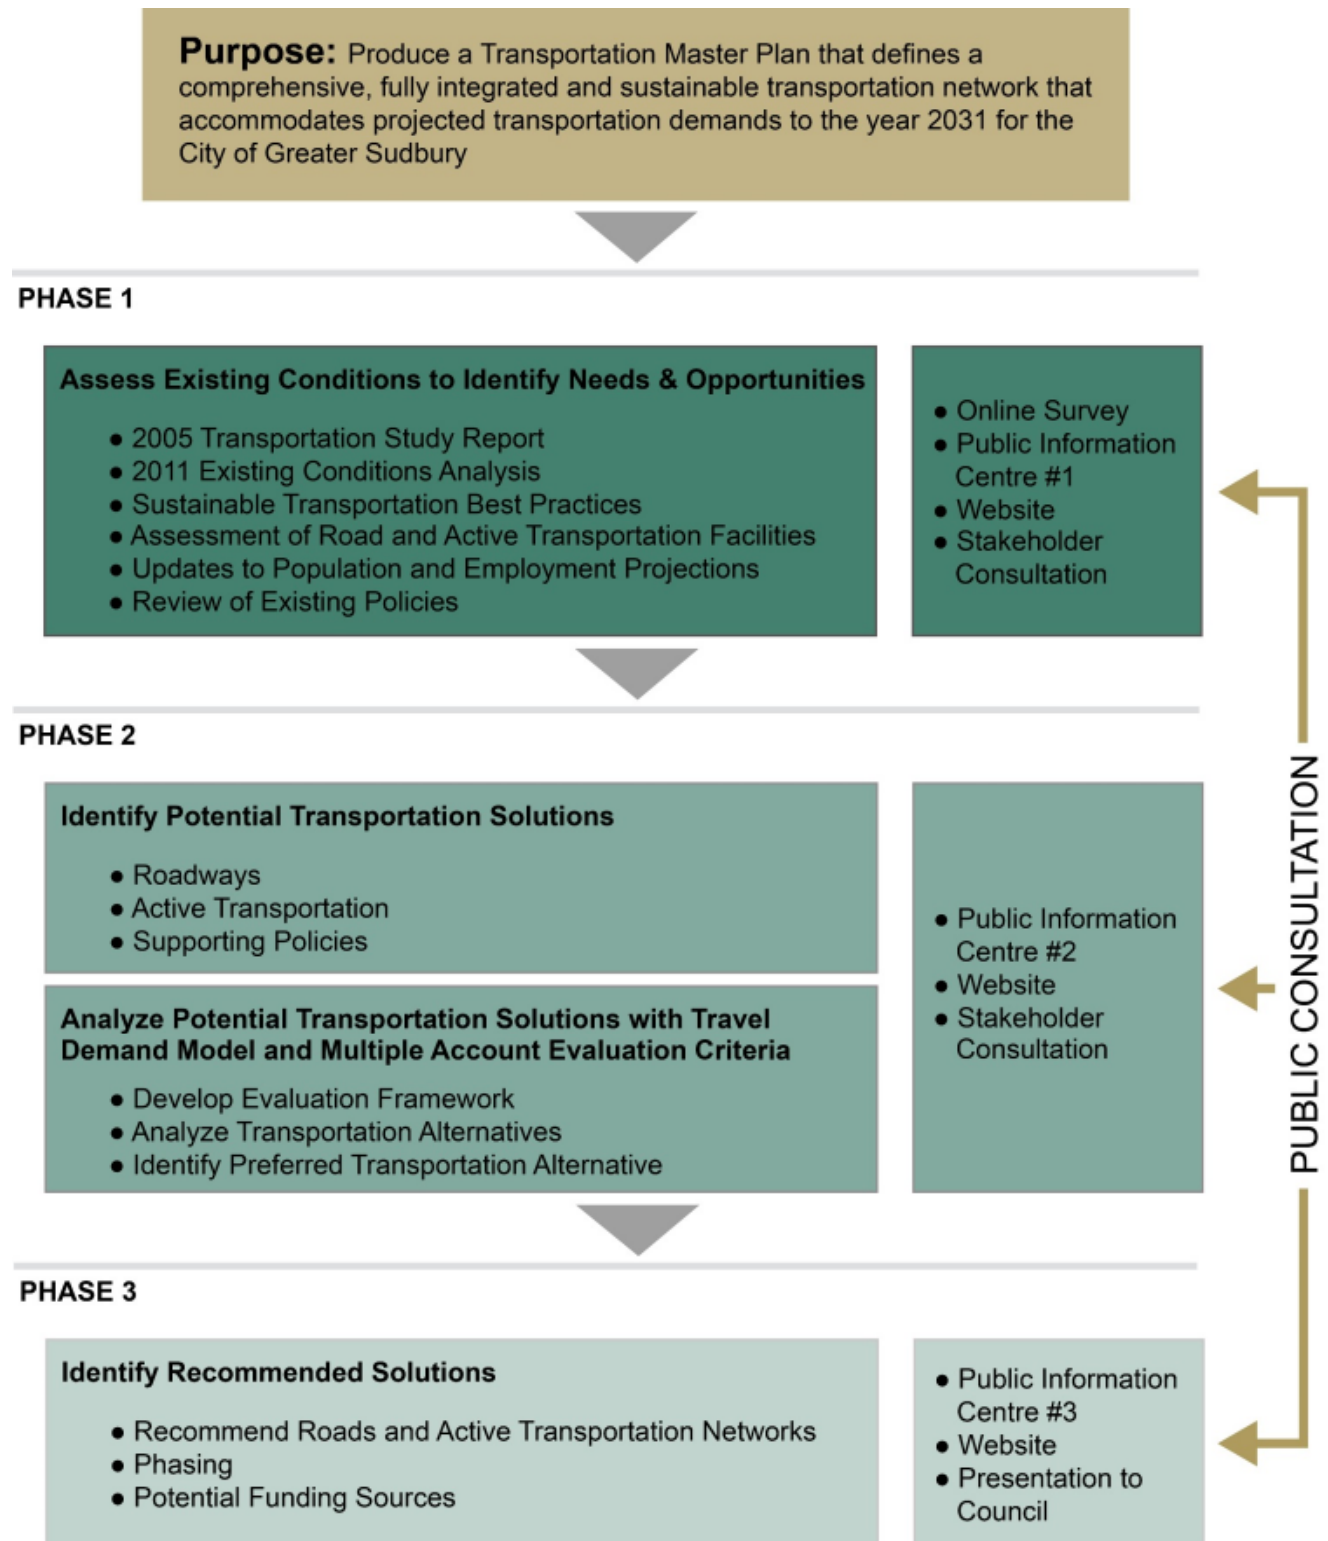 Purpose: Produce a Transportation Master Plan that defines a
comprehensive, fully integrated and sustainable transportation network that
accommodates projected transportation demands to the year 2031 for the
City of Greater Sudbury
PHASE 1
Assess Existing Conditions to Identify Needs & Opportunities
● 2005 Transportation Study Report
● 2011 Existing Conditions Analysis
● Sustainable Transportation Best Practices
● Assessment of Road and Active Transportation Facilities
● Updates to Population and Employment Projections
● Review of Existing Policies
● Online Survey
● Public Information
Centre #1
● Website
● Stakeholder
Consultation
PHASE 2
Identify Potential Transportation Solutions
● Roadways
● Active Transportation
● Supporting Policies
Analyze Potential Transportation Solutions with Travel
Demand Model and Multiple Account Evaluation Criteria
● Develop Evaluation Framework
● Analyze Transportation Alternatives
● Identify Preferred Transportation Alternative
● Public Information
Centre #2
● Website
● Stakeholder
Consultation
PHASE 3
Identify Recommended Solutions
● Recommend Roads and Active Transportation Networks
● Phasing
● Potential Funding Sources
● Public Information
Centre #3
● Website
● Presentation to
Council
PUBLIC CONSULTATION